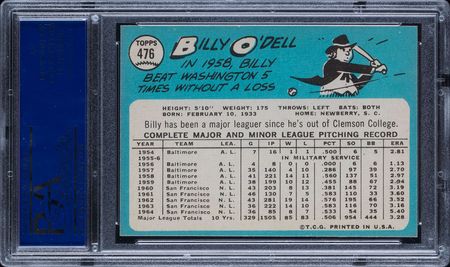 TOPPS
476
BILLY O'DELL
IN 1958, BILLY
BEAT WASHINGTON 5
TIMES WITHOUT A LOSS
HEIGHT: 5'10" WEIGHT: 175 THROWS: LEFT BATS: BOTH
BORN: FEBRUARY 10, 1933 HOME: NEWBERRY, S. C.
Billy has been a major leaguer since he's out of Clemson College.
COMPLETE MAJOR AND MINOR LEAGUE PITCHING RECORD
YEAR TEAM LEA. G IP W L PCT SO BB ERA
1954 Baltimore A. L. 7 16 1 1 .500 6 5 2.81
1955-6 IN MILITARY SERVICE
1956 Baltimore A. L. 4 8 0 0 .000 6 6 1.13
1957 Baltimore A. L. 35 140 4 10 .286 97 39 2.70
1958 Baltimore A. L. 41 221 14 11 .560 137 51 2.97
1959 Baltimore A. L. 38 199 10 12 .455 88 67 2.94
1960 San Francisco N. L. 43 203 8 13 .381 145 72 3.19
1961 San Francisco N. L. 46 130 7 5 .583 110 33 3.60
1962 San Francisco N. L. 43 281 19 14 .576 195 66 3.53
1963 San Francisco N. L. 36 222 14 10 .583 116 70 3.16
1964 San Francisco N. L. 36 85 8 7 .533 54 35 5.40
Major League Totals 10 Yrs. 329 1505 85 83 .506 954 444 3.28
©T.C.G. PRINTED IN U.S.A.
PSA